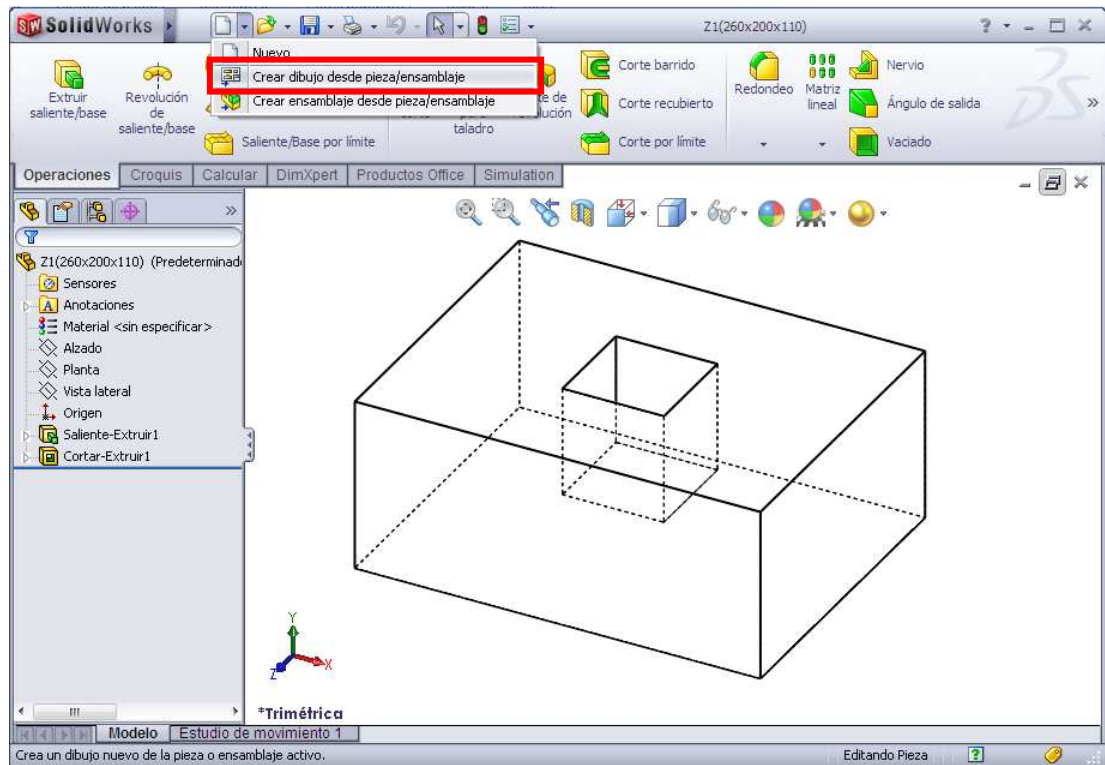 SolidWorks
Z1(260x200x110)
Nuevo
Crear dibujo desde pieza/ensamblaje
Crear ensamblaje desde pieza/ensamblaje
Extruir
saliente/base
Revolución
de
saliente/base
Saliente/Base por límite
taladro
Corte barrido
Corte recubierto
Corte por límite
Redondeo
Matriz
lineal
Nervio
Ángulo de salida
Vaciado
Operaciones
Croquis
Calcular
DimXpert
Productos Office
Simulation
Z1(260x200x110) (Predeterminad
Sensores
Anotaciones
Material <sin especificar>
Alzado
Planta
Vista lateral
Origen
Saliente-Extruir1
Cortar-Extruir1
Y
X
Z
*Trimétrica
Modelo
Estudio de movimiento 1
Crea un dibujo nuevo de la pieza o ensamblaje activo.
Editando Pieza